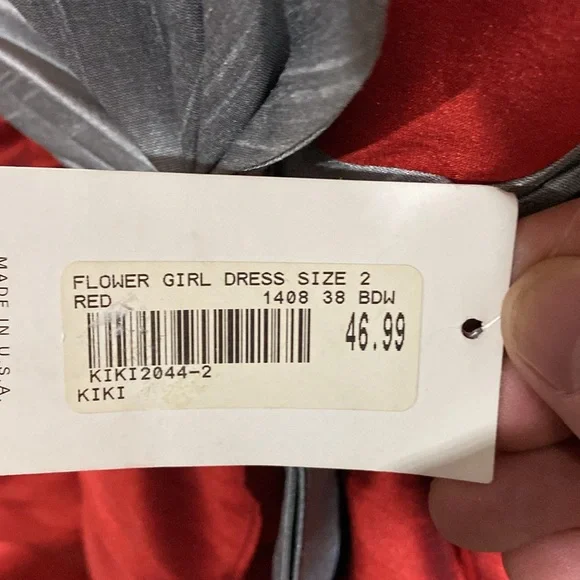 FLOWER GIRL DRESS SIZE 2
RED 1408 38 BDW
46.99
KIKI2044-2
KIKI
MADE IN U.S.A.